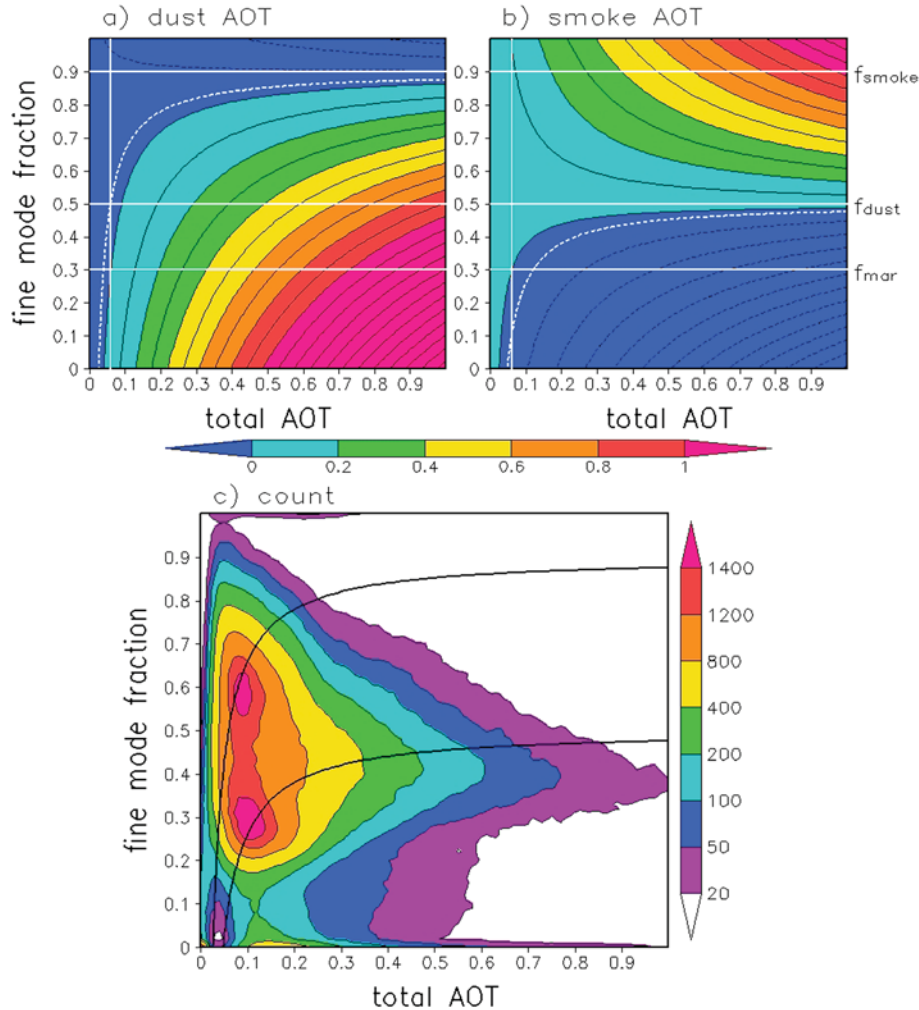 a) dust AOT
b) smoke AOT
fine mode fraction
0.9
0.8
0.7
0.6
0.5
0.4
0.3
0.2
0.1
0
0 0.1 0.2 0.3 0.4 0.5 0.6 0.7 0.8 0.9
total AOT
0.9
0.8
0.7
0.6
0.5
0.4
0.3
0.2
0.1
0
0 0.1 0.2 0.3 0.4 0.5 0.6 0.7 0.8 0.9
total AOT
fsmoke
fdust
fmar
0 0.2 0.4 0.6 0.8 1
c) count
fine mode fraction
0.9
0.8
0.7
0.6
0.5
0.4
0.3
0.2
0.1
0
0 0.1 0.2 0.3 0.4 0.5 0.6 0.7 0.8 0.9
total AOT
1400
1200
800
400
200
100
50
20